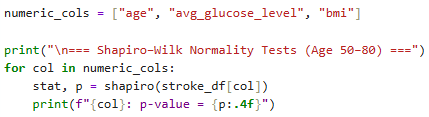 numeric_cols = ["age", "avg_glucose_level", "bmi"]
print("\n=== Shapiro–Wilk Normality Tests (Age 50–80) ===")
for col in numeric_cols:
    stat, p = shapiro(stroke_df[col])
    print(f"{col}: p-value = {p:.4f}")